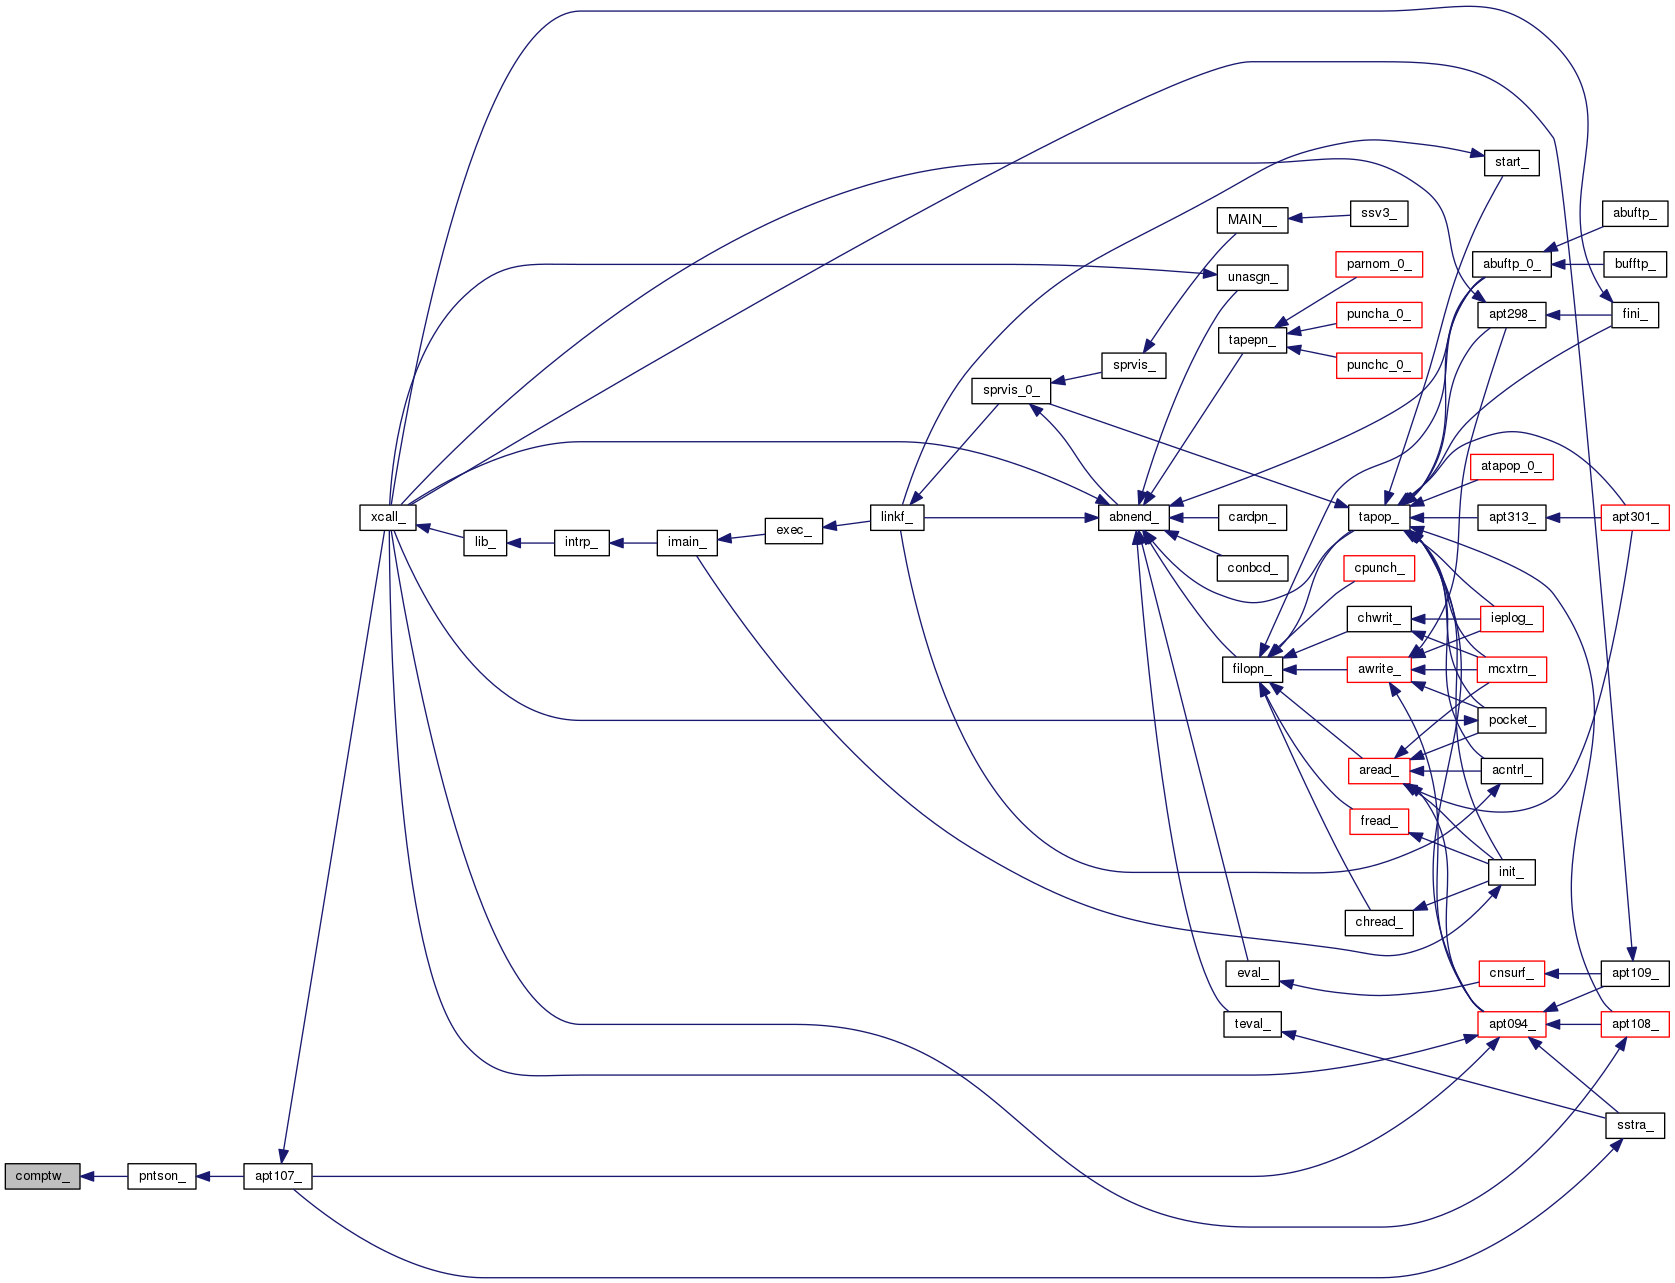 start_
abuftp_
MAIN__
ssv3_
unasgn_
parnom_0_
abuftp_0_
bufftp_
puncha_0_
apt298_
fini_
tapepn_
sprvis_
punchc_0_
sprvis_0_
atapop_0_
xcall_
linkf_
abnend_
cardpn_
tapop_
apt313_
apt301_
lib_
intrp_
imain_
exec_
conbcd_
cpunch_
chwrit_
ieplog_
filopn_
awrite_
mcxtrn_
pocket_
aread_
acntrl_
fread_
init_
chread_
eval_
cnsurf_
apt109_
teval_
apt094_
apt108_
sstra_
comptw_
pntson_
apt107_